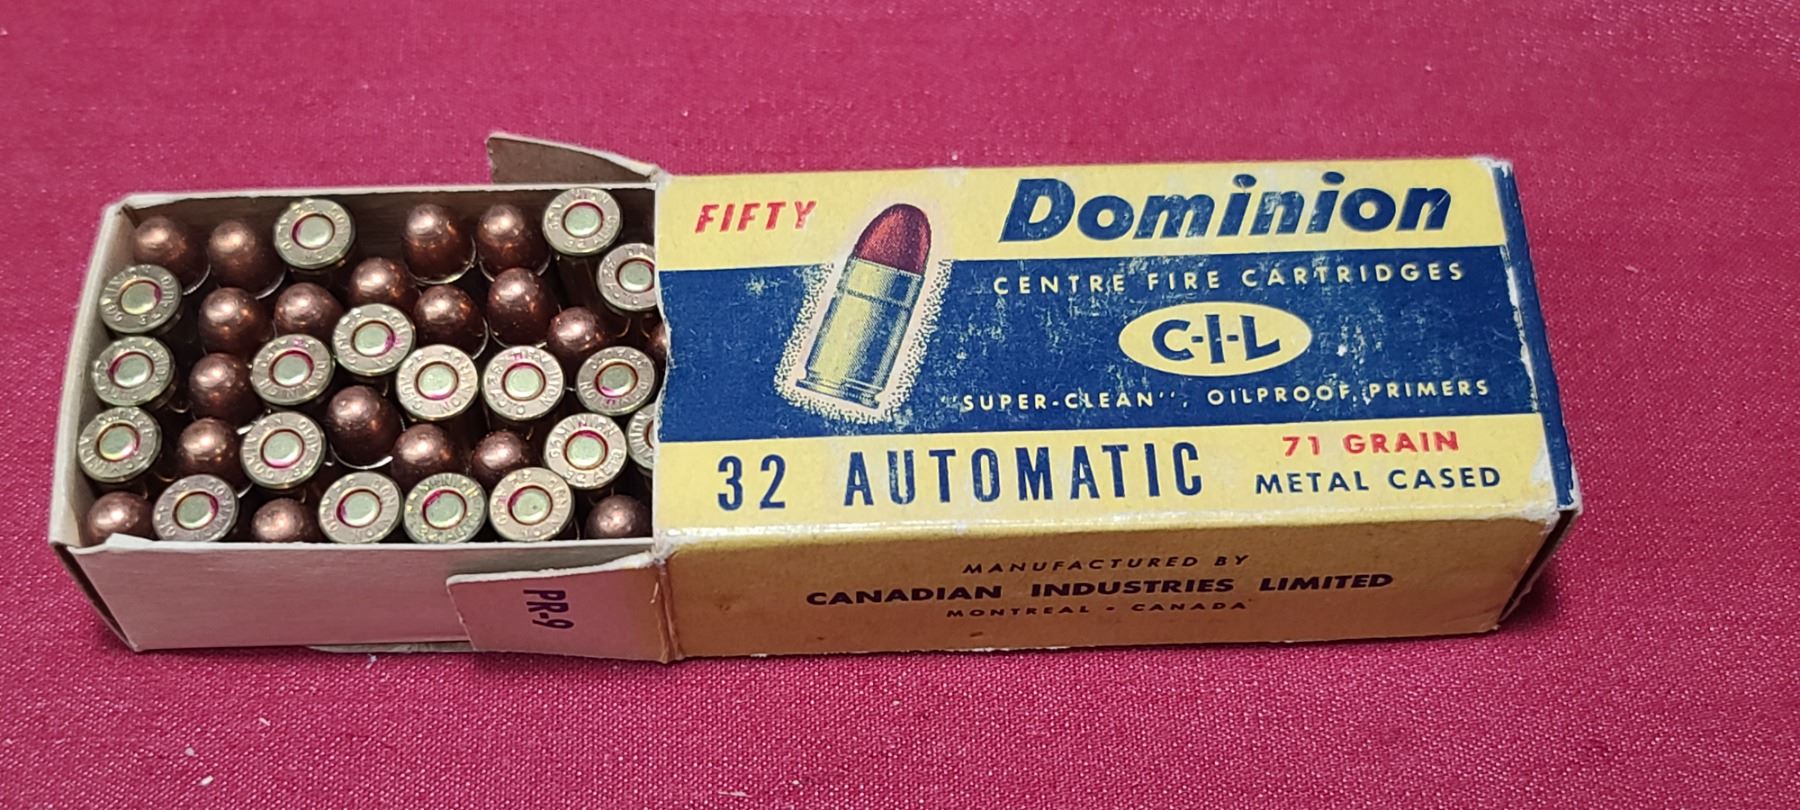 FIFTY
Dominion
CENTRE FIRE CARTRIDGES
C-I-L
"SUPER-CLEAN", OILPROOF, PRIMERS
32 AUTOMATIC
71 GRAIN
METAL CASED
MANUFACTURED BY
CANADIAN INDUSTRIES LIMITED
MONTREAL - CANADA
PR-9